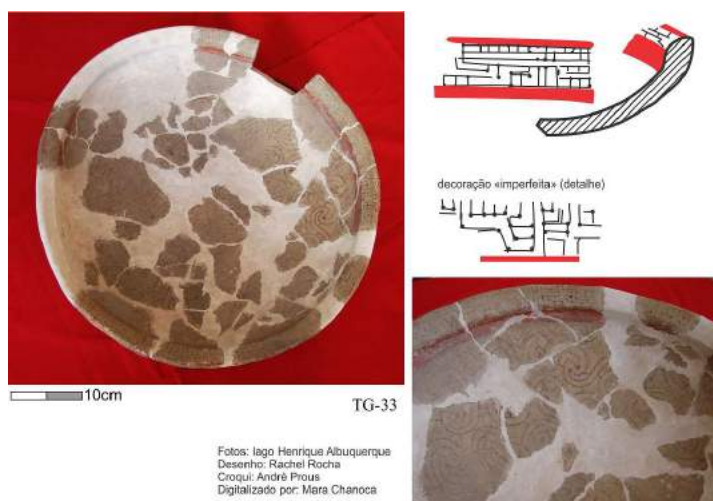 decoração «imperfeita» (detalhe)
10cm
TG-33
Fotos: Iago Henrique Albuquerque
Desenho: Rachel Rocha
Croqui: André Prous
Digitalizado por: Mara Chanoca